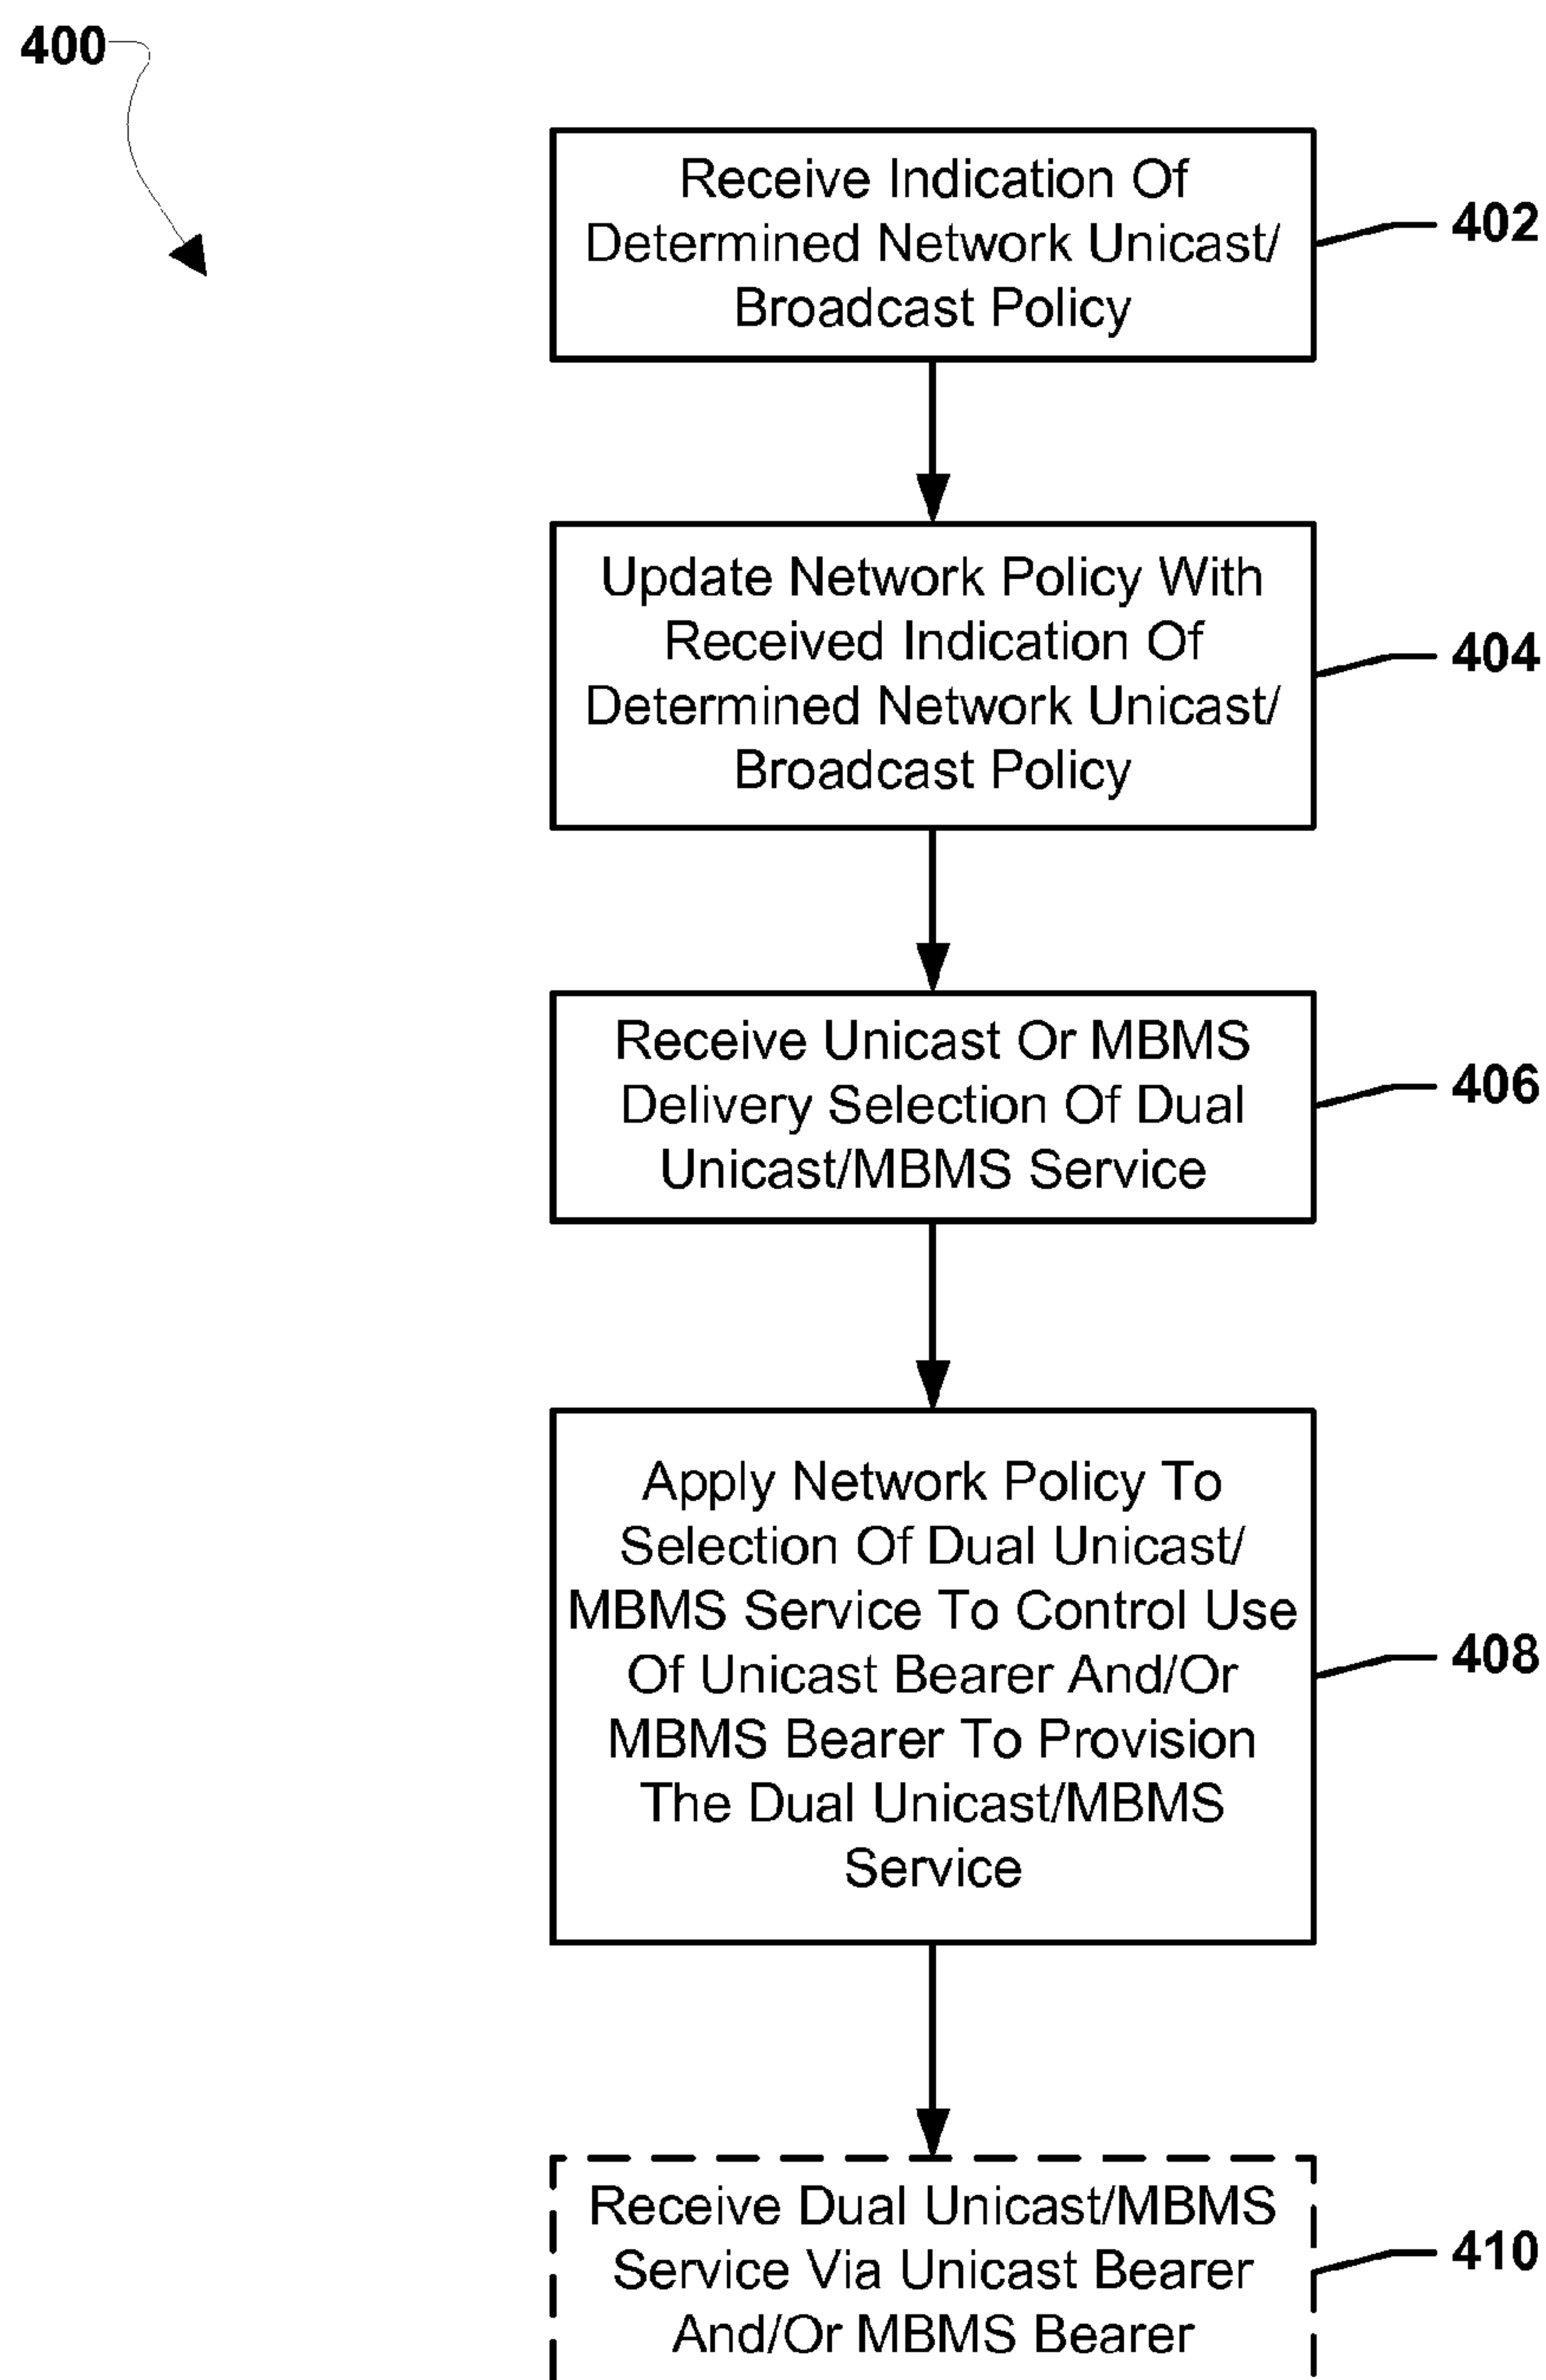 400
Receive Indication Of
Determined Network Unicast/
Broadcast Policy
402
Update Network Policy With
Received Indication Of
Determined Network Unicast/
Broadcast Policy
404
Receive Unicast Or MBMS
Delivery Selection Of Dual
Unicast/MBMS Service
406
Apply Network Policy To
Selection Of Dual Unicast/
MBMS Service To Control Use
Of Unicast Bearer And/Or
MBMS Bearer To Provision
The Dual Unicast/MBMS
Service
408
Receive Dual Unicast/MBMS
Service Via Unicast Bearer
And/Or MBMS Bearer
410